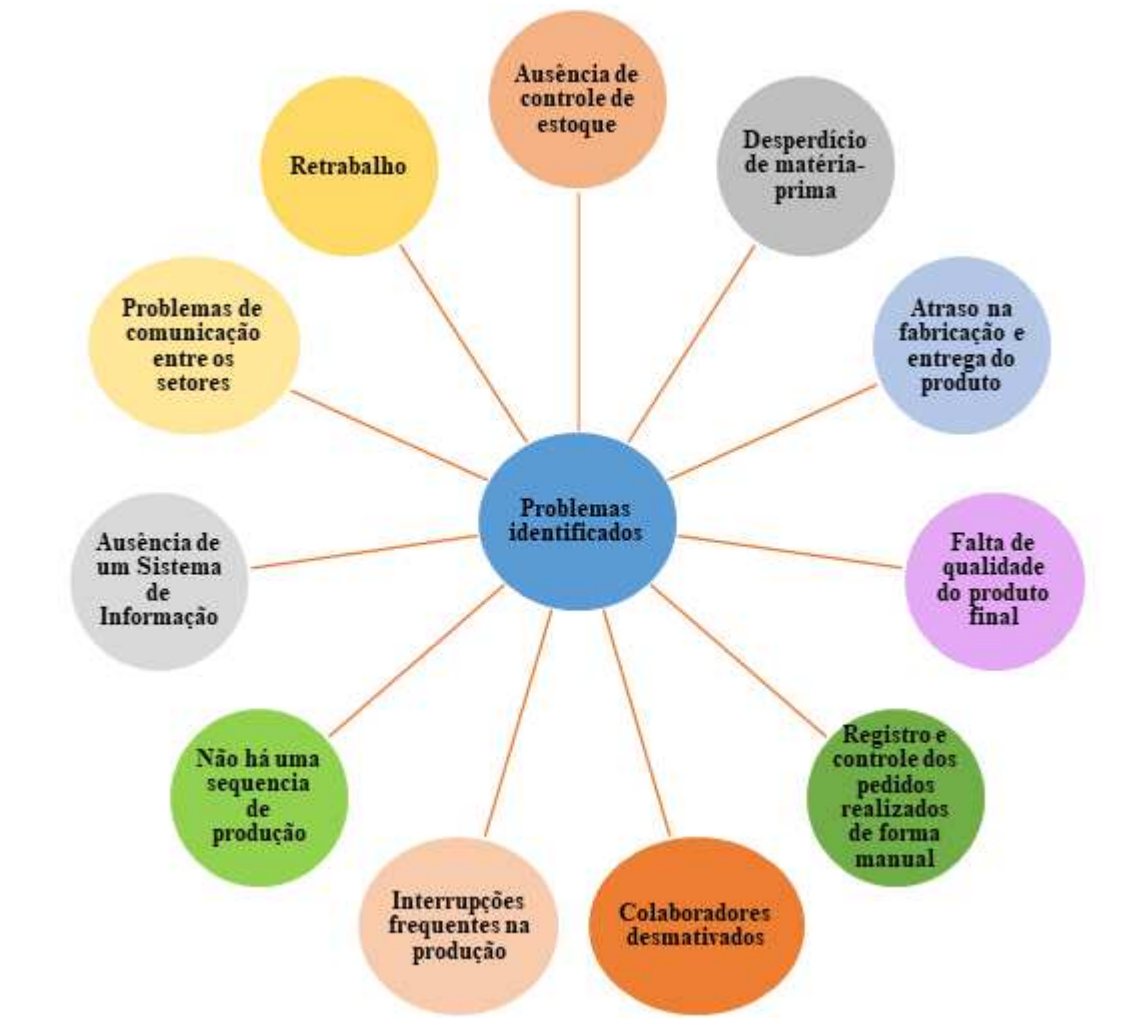 Ausência de
controle de
estoque
Desperdício
de matéria-
prima
Atraso na
fabricação e
entrega do
produto
Falta de
qualidade
do produto
final
Registro e
controle dos
pedidos
realizados
de forma
manual
Colaboradores
desmativados
Interrupções
frequentes na
produção
Não há uma
sequencia
de
produção
Ausência de
um Sistema
de
Informação
Problemas de
comunicação
entre os
setores
Retrabalho
Problemas
identificados